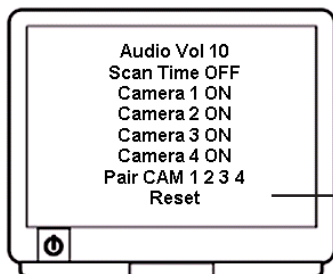 Audio Vol 10
Scan Time OFF
Camera 1 ON
Camera 2 ON
Camera 3 ON
Camera 4 ON
Pair CAM 1 2 3 4
Reset